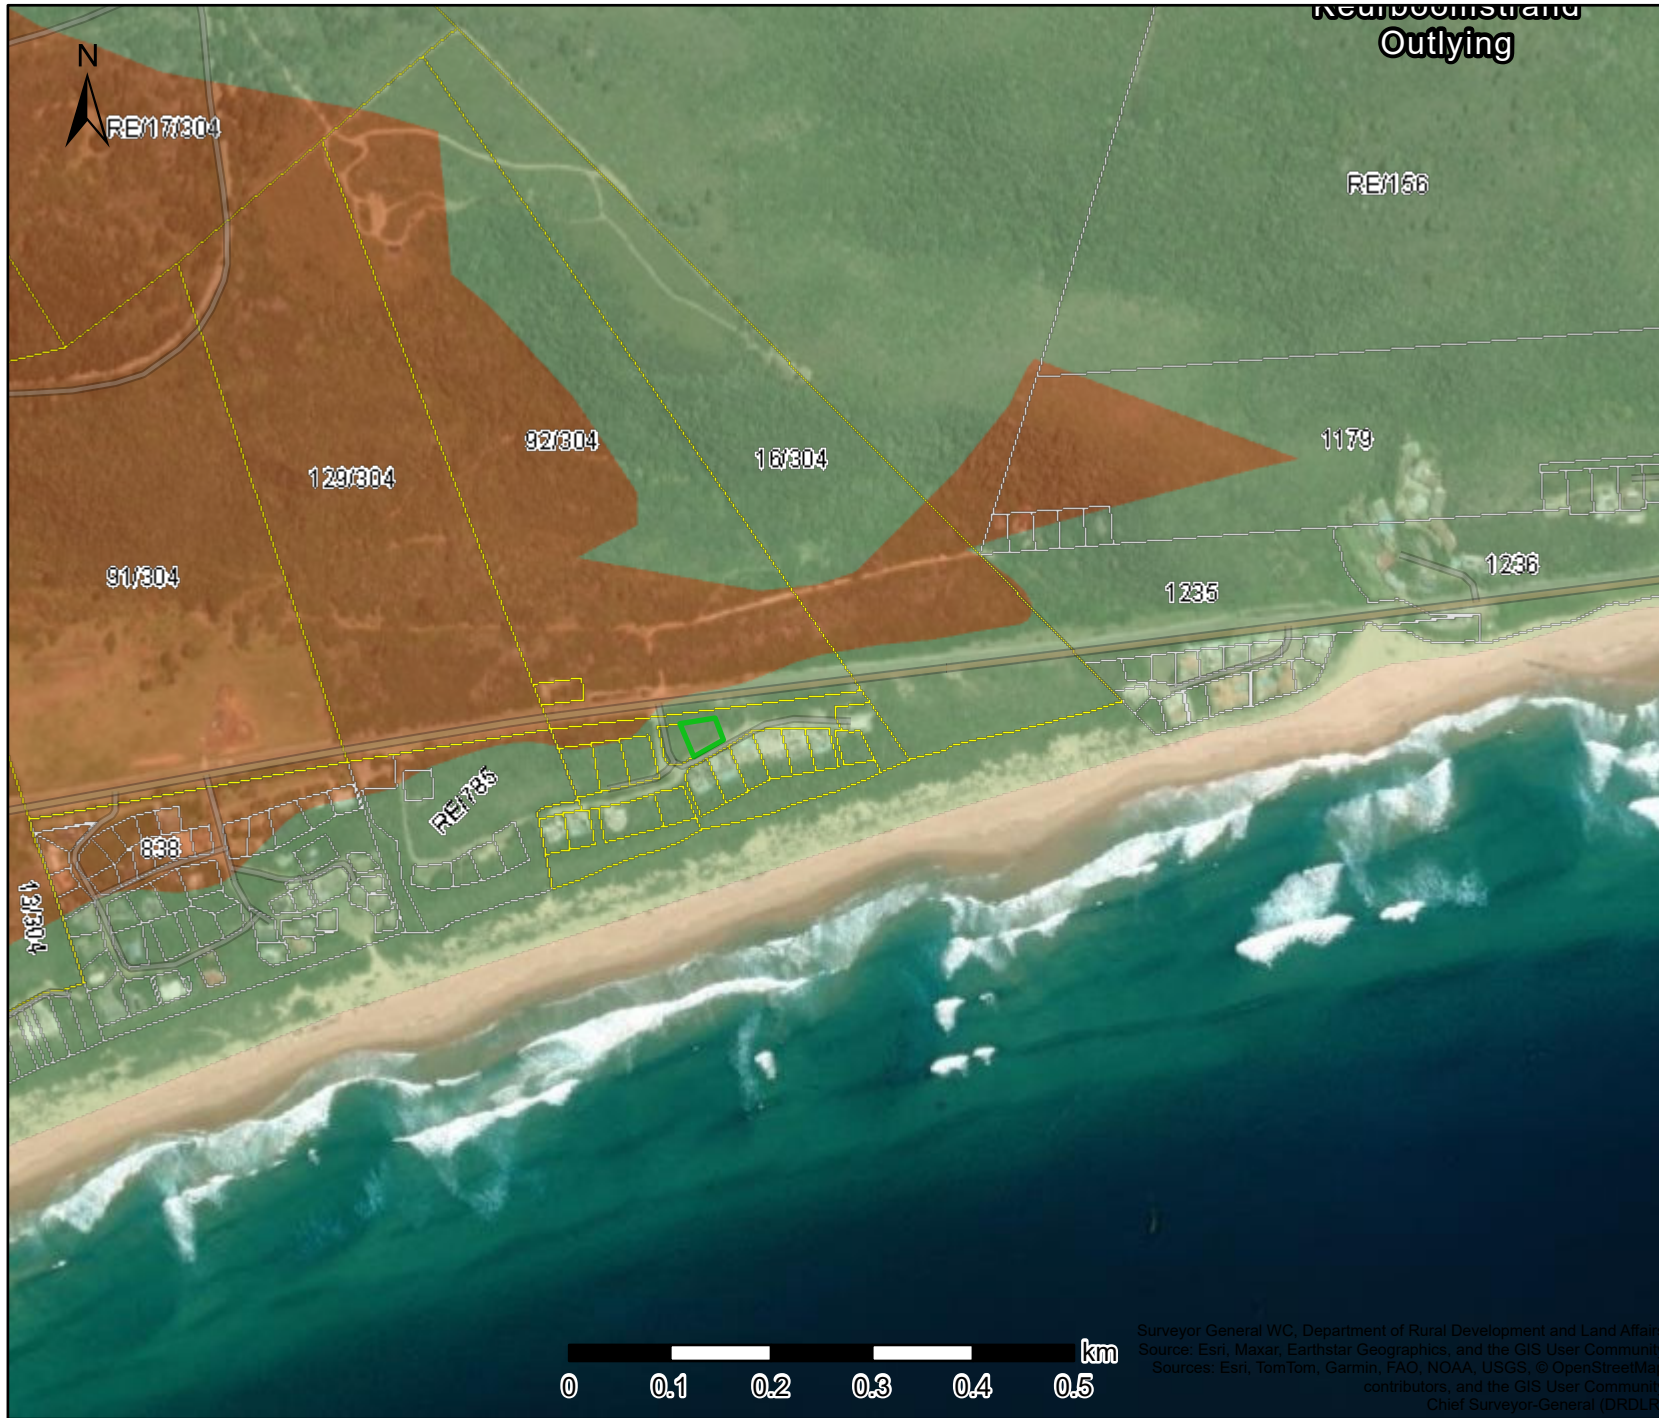 Keurboomstrand
Outlying
N
RE/17/304
RE/156
92/304
16/304
1179
129/304
91/304
1235
1236
RE/785
838
13/304
km
0 0.1 0.2 0.3 0.4 0.5
Surveyor General WC, Department of Rural Development and Land Affair
Source: Esri, Maxar, Earthstar Geographics, and the GIS User Communit
Sources: Esri, TomTom, Garmin, FAO, NOAA, USGS, © OpenStreetMa
contributors, and the GIS User Communit
Chief Surveyor-General (DRDLR